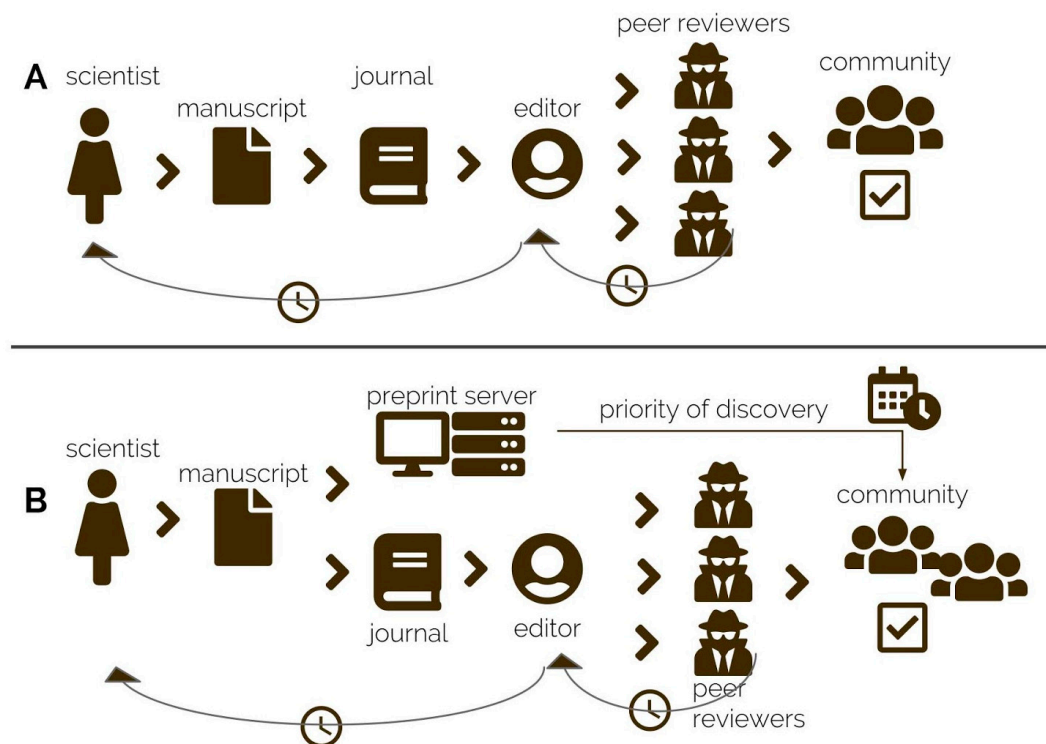 A
scientist
manuscript
journal
editor
peer reviewers
community
B
scientist
manuscript
preprint server
journal
editor
priority of discovery
peer
reviewers
community